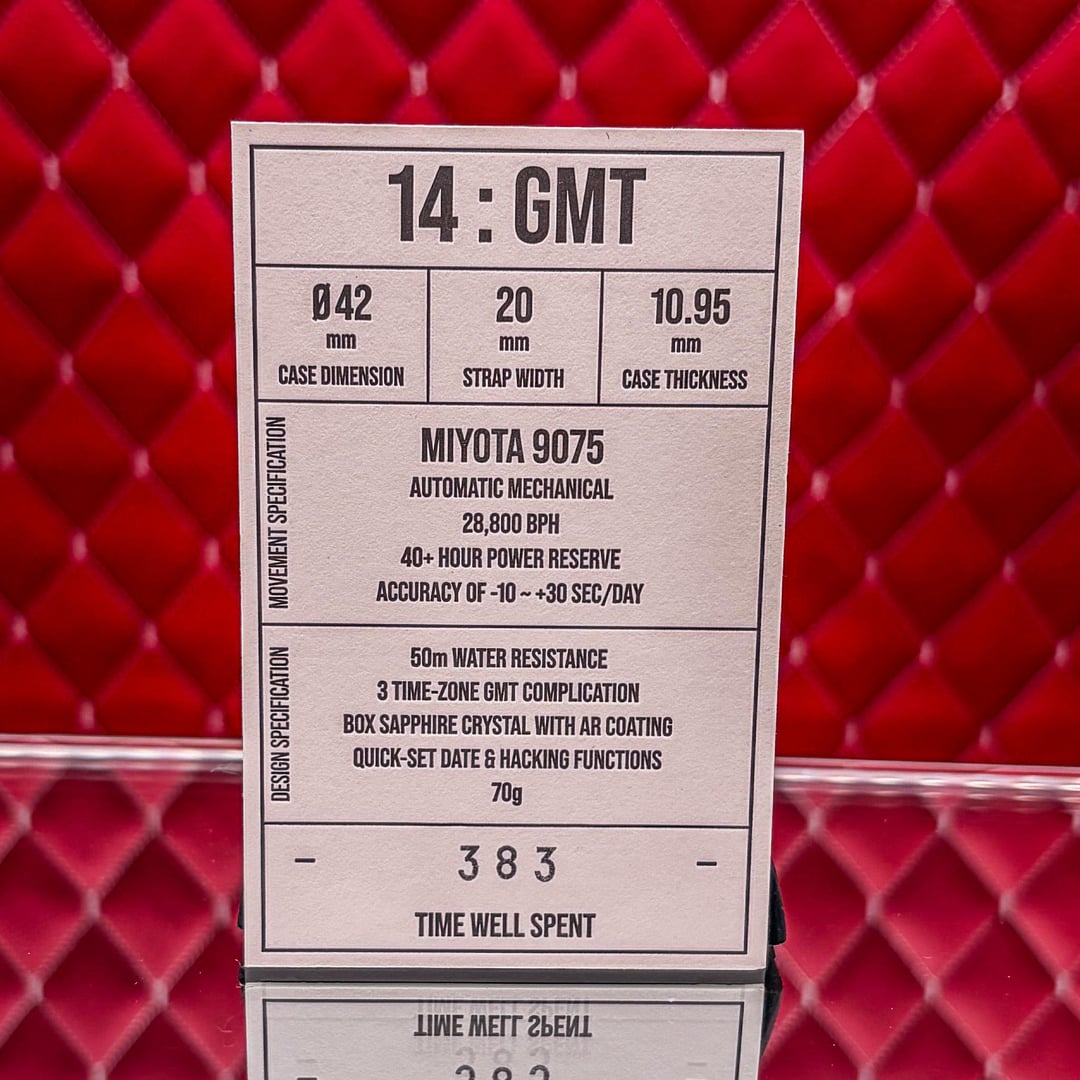 14 : GMT
Ø42
mm
CASE DIMENSION
20
mm
STRAP WIDTH
10.95
mm
CASE THICKNESS
MOVEMENT SPECIFICATION
MIYOTA 9075
AUTOMATIC MECHANICAL
28,800 BPH
40+ HOUR POWER RESERVE
ACCURACY OF -10 ~ +30 SEC/DAY
DESIGN SPECIFICATION
50m WATER RESISTANCE
3 TIME-ZONE GMT COMPLICATION
BOX SAPPHIRE CRYSTAL WITH AR COATING
QUICK-SET DATE & HACKING FUNCTIONS
70g
– 383 –
TIME WELL SPENT